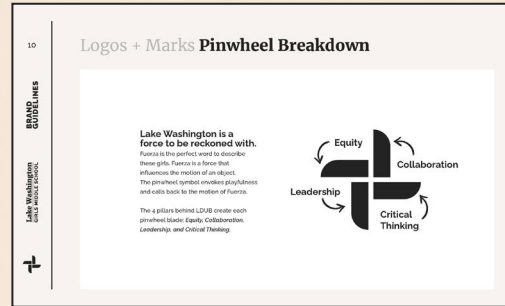 10
Logos + Marks Pinwheel Breakdown
BRAND
GUIDELINES
Lake Washington
GIRLS MIDDLE SCHOOL
Lake Washington is a
force to be reckoned with.
Fuerza is the perfect word to describe
these girls. Fuerza is a force that
influences the motion of an object.
The pinwheel symbol envokes playfulness
and calls back to the motion of Fuerza.
The 4 pillars behind LDUB create each
pinwheel blade: Equity, Collaboration,
Leadership, and Critical Thinking.
Equity
Collaboration
Leadership
Critical
Thinking